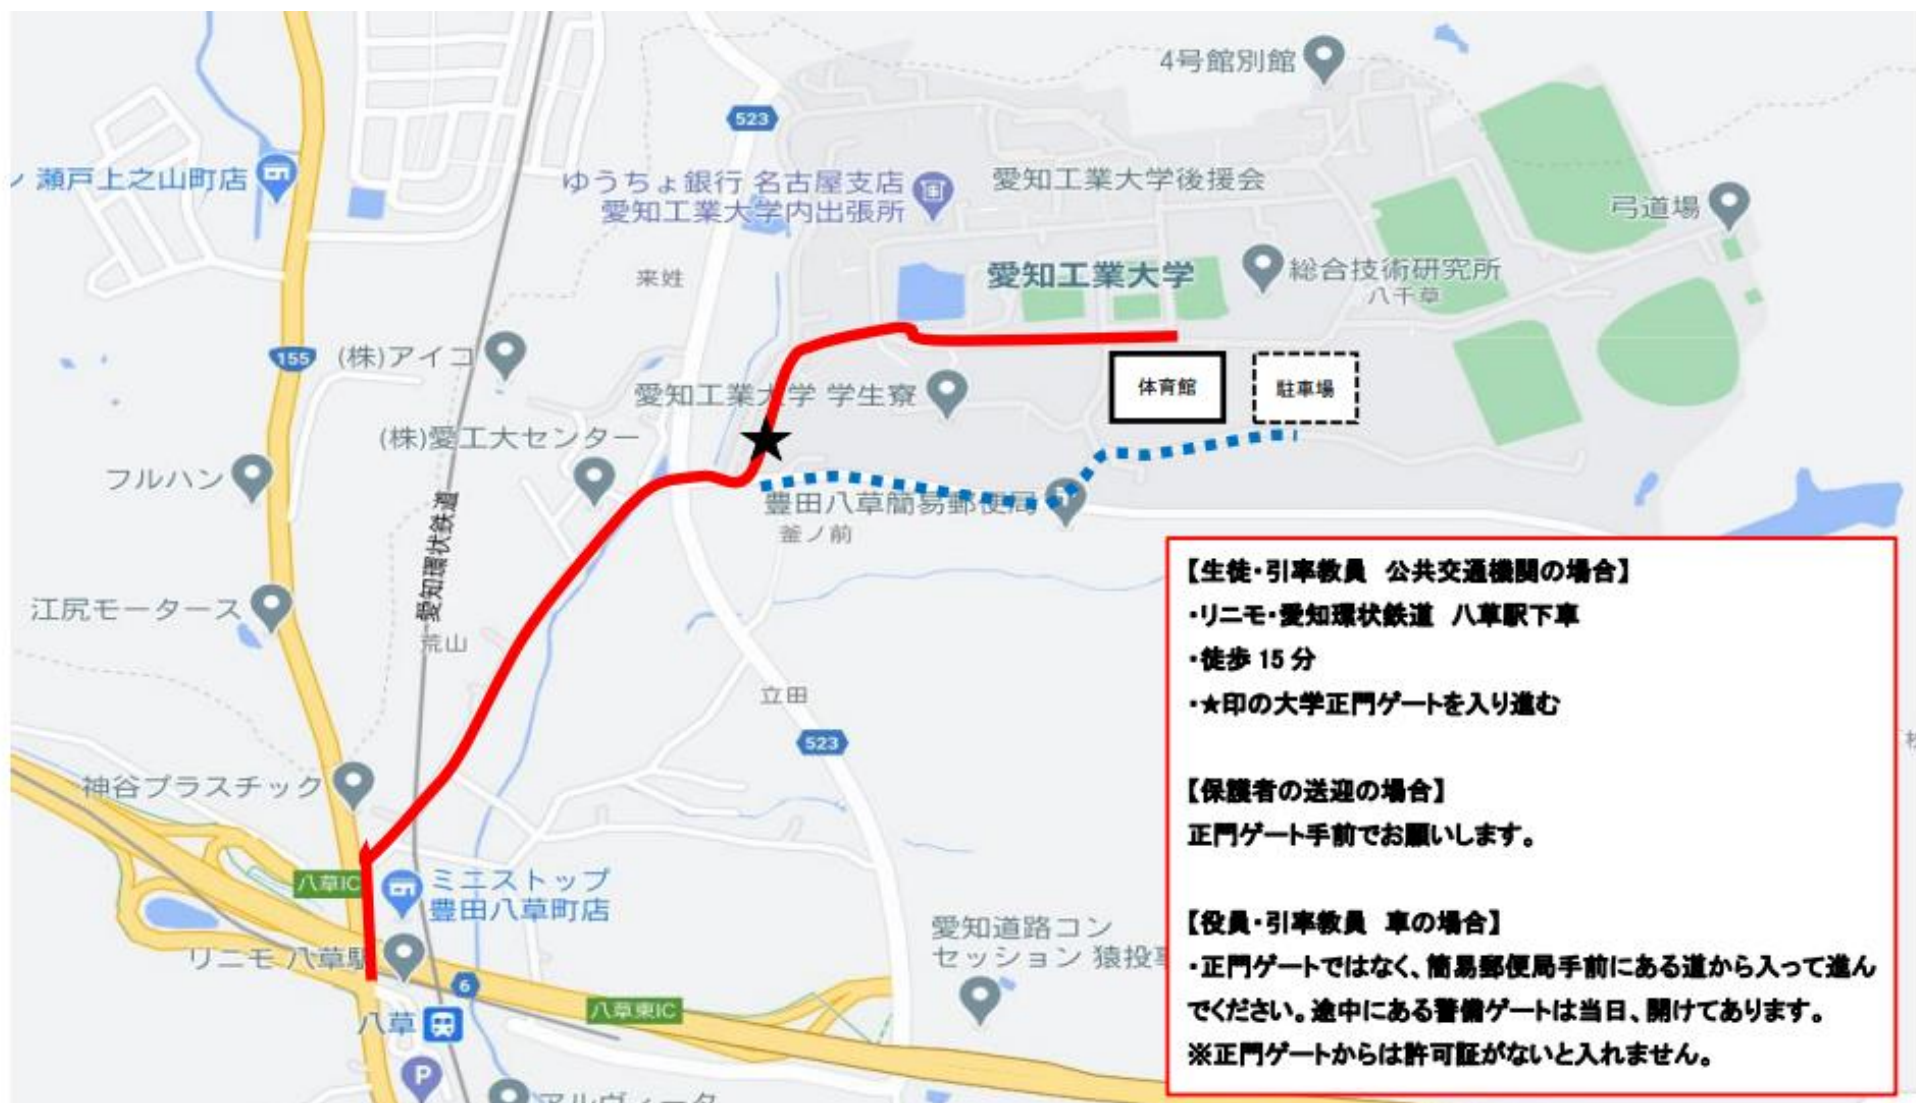 4号館別館
523
瀬戸上之山町店
ゆうちょ銀行 名古屋支店
愛知工業大学内出張所
愛知工業大学後援会
弓道場
来姓
愛知工業大学
総合技術研究所
八千草
155
(株)アイコ
愛知工業大学 学生寮
体育館
駐車場
(株)愛工大センター
フルハン
豊田八草簡易郵便局
釜ノ前
愛知環状鉄道
江尻モータース
荒山
立田
523
神谷プラスチック
八草IC
ミニストップ
豊田八草町店
リニモ 八草駅
6
八草
八草東IC
愛知道路コン
セッション 猿投事
P
アルヴィータ
【生徒・引率教員 公共交通機関の場合】
・リニモ・愛知環状鉄道 八草駅下車
・徒歩 15 分
・★印の大学正門ゲートを入り進む
【保護者の送迎の場合】
正門ゲート手前でお願いします。
【役員・引率教員 車の場合】
・正門ゲートではなく、簡易郵便局手前にある道から入って進ん
でください。途中にある警備ゲートは当日、開けてあります。
※正門ゲートからは許可証がないと入れません。